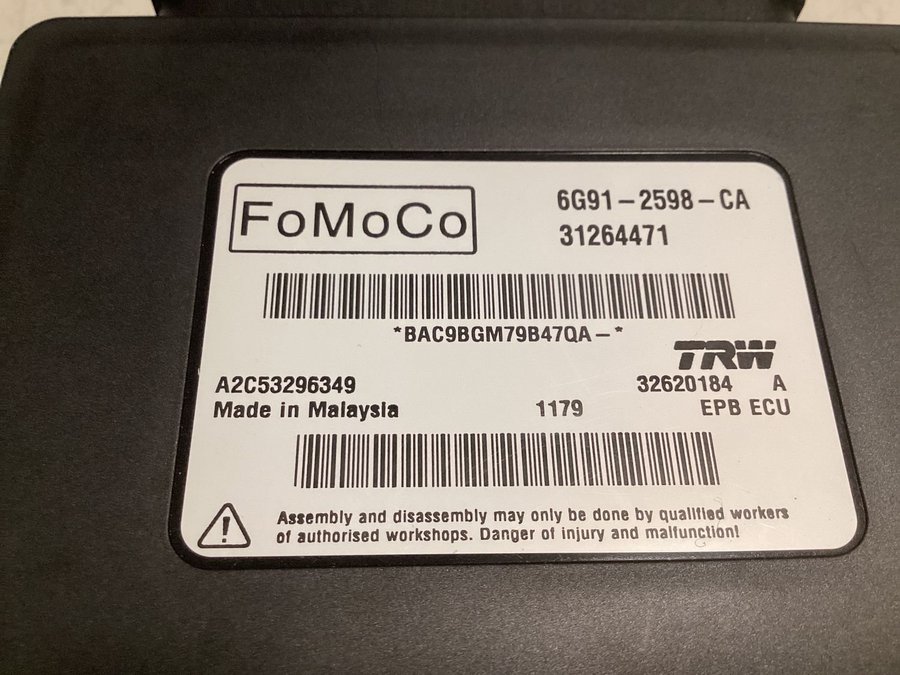 FoMoCo
6G91-2598-CA
31264471
*BAC9BGM79B47QA-*
TRW
A2C53296349
32620184 A
Made in Malaysia
1179
EPB ECU
Assembly and disassembly may only be done by qualified workers
of authorised workshops. Danger of injury and malfunction!